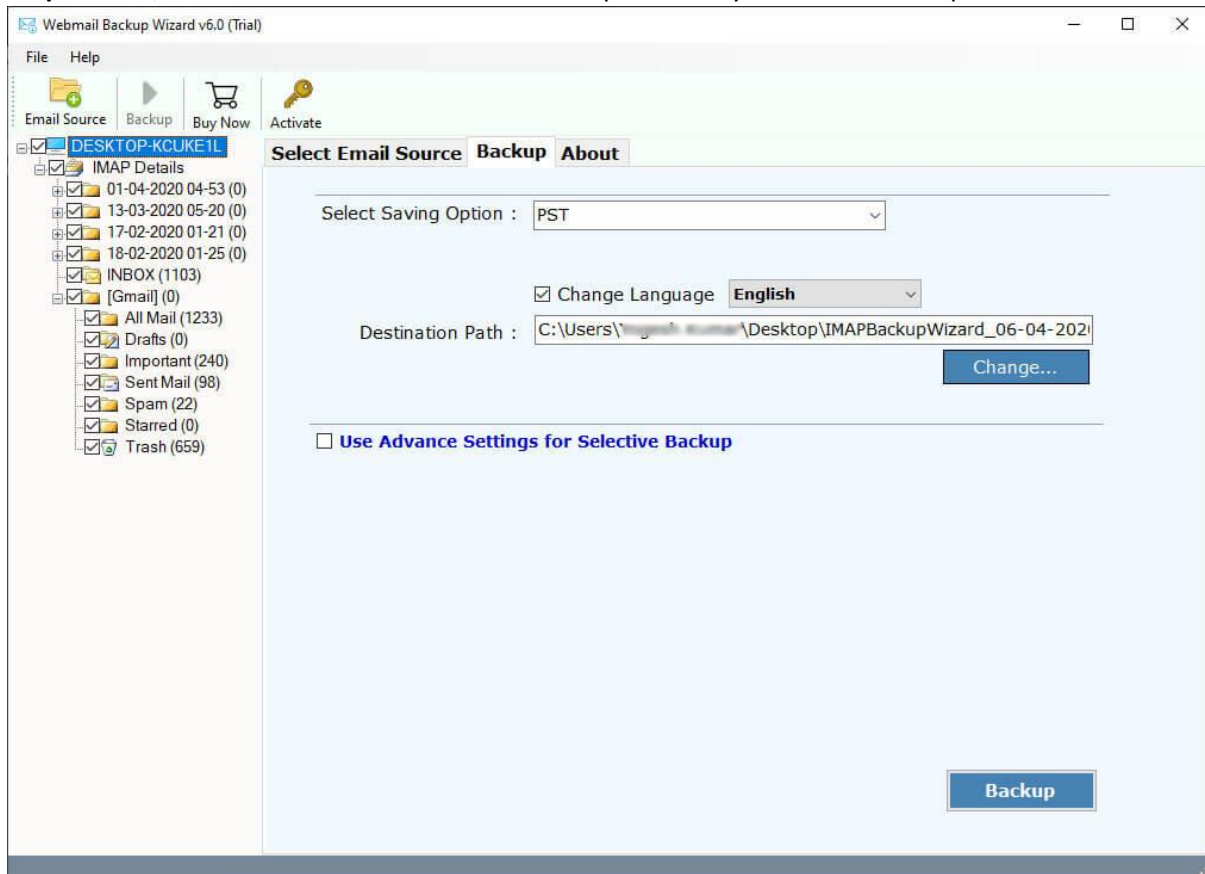 Webmail Backup Wizard v6.0 (Trial)
File Help
Email Source Backup Buy Now Activate
DESKTOP-KCUKE1L
IMAP Details
01-04-2020 04-53 (0)
13-03-2020 05-20 (0)
17-02-2020 01-21 (0)
18-02-2020 01-25 (0)
INBOX (1103)
[Gmail] (0)
All Mail (1233)
Drafts (0)
Important (240)
Sent Mail (98)
Spam (22)
Starred (0)
Trash (659)
Select Email Source Backup About
Select Saving Option : PST
Change Language English
Destination Path : C:\Users\ \Desktop\IMAPBackupWizard_06-04-202
Change...
Use Advance Settings for Selective Backup
Backup